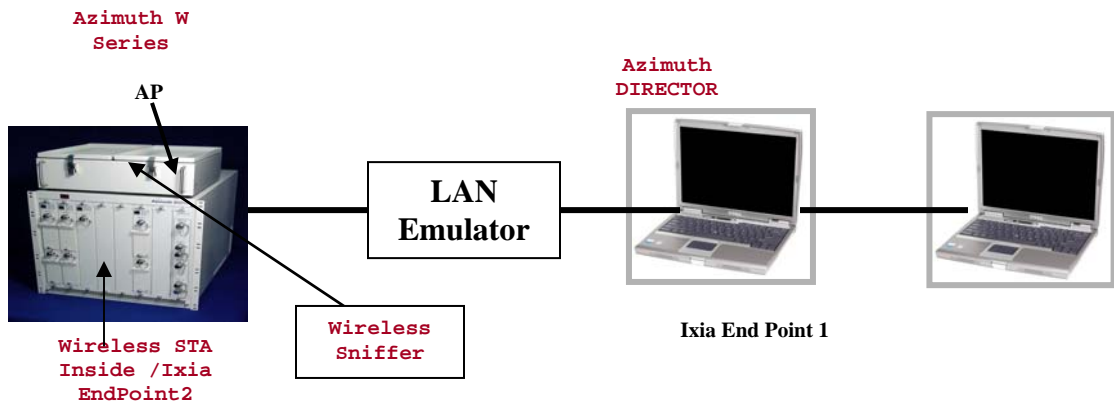 Azimuth W
Series
AP
Azimuth
DIRECTOR
LAN
Emulator
Wireless
Sniffer
Ixia End Point 1
Wireless STA
Inside /Ixia
EndPoint2